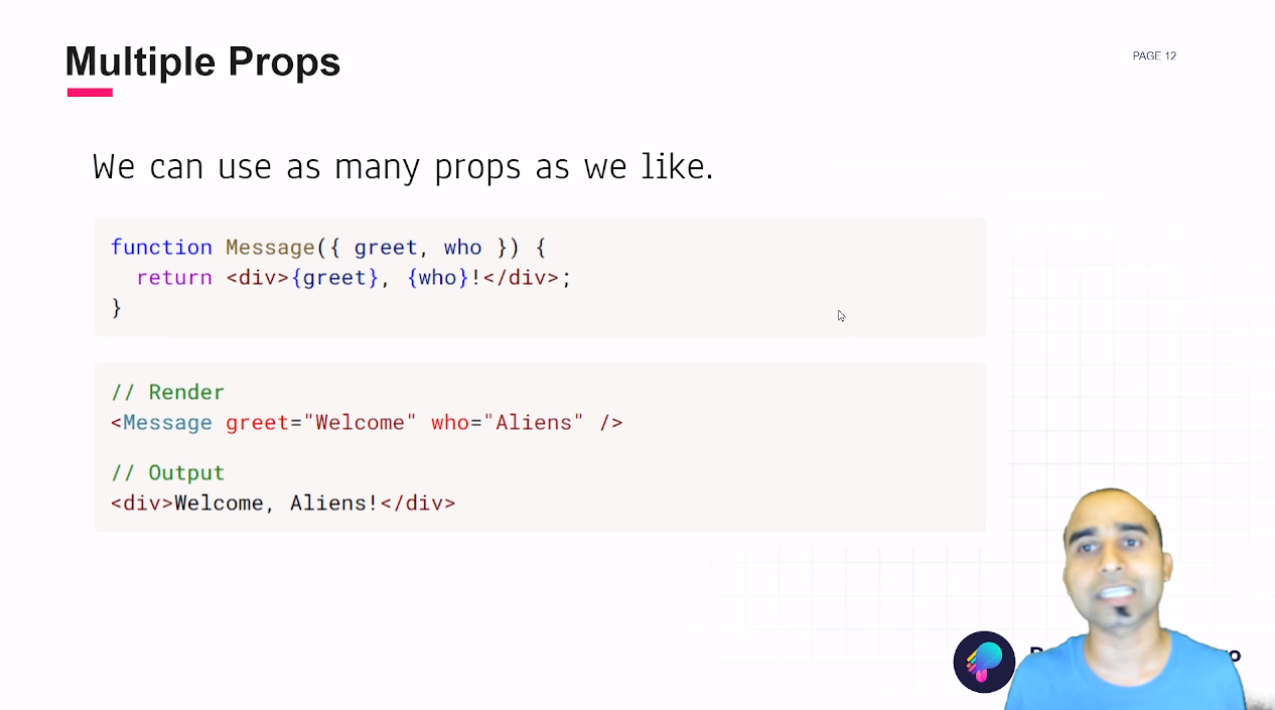 Multiple Props
PAGE 12
We can use as many props as we like.
function Message({ greet, who }) {
  return <div>{greet}, {who}!</div>;
}
// Render
<Message greet="Welcome" who="Aliens" />
// Output
<div>Welcome, Aliens!</div>